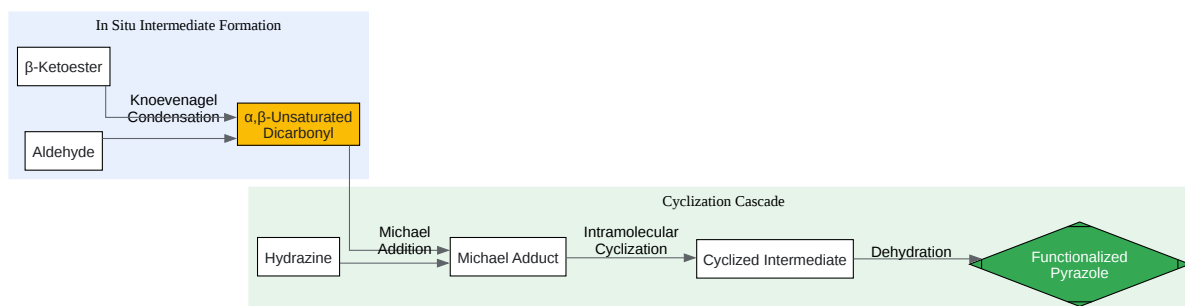 In Situ Intermediate Formation
β-Ketoester
Knoevenagel
Condensation
α,β-Unsaturated
Dicarbonyl
Aldehyde
Cyclization Cascade
Hydrazine
Michael
Addition
Michael Adduct
Intramolecular
Cyclization
Cyclized Intermediate
Dehydration
Functionalized
Pyrazole